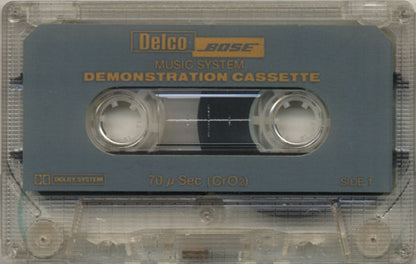 Delco BOSE
MUSIC SYSTEM
DEMONSTRATION CASSETTE
DOLBY SYSTEM
70 μ Sec (CrO2)
SIDE 1